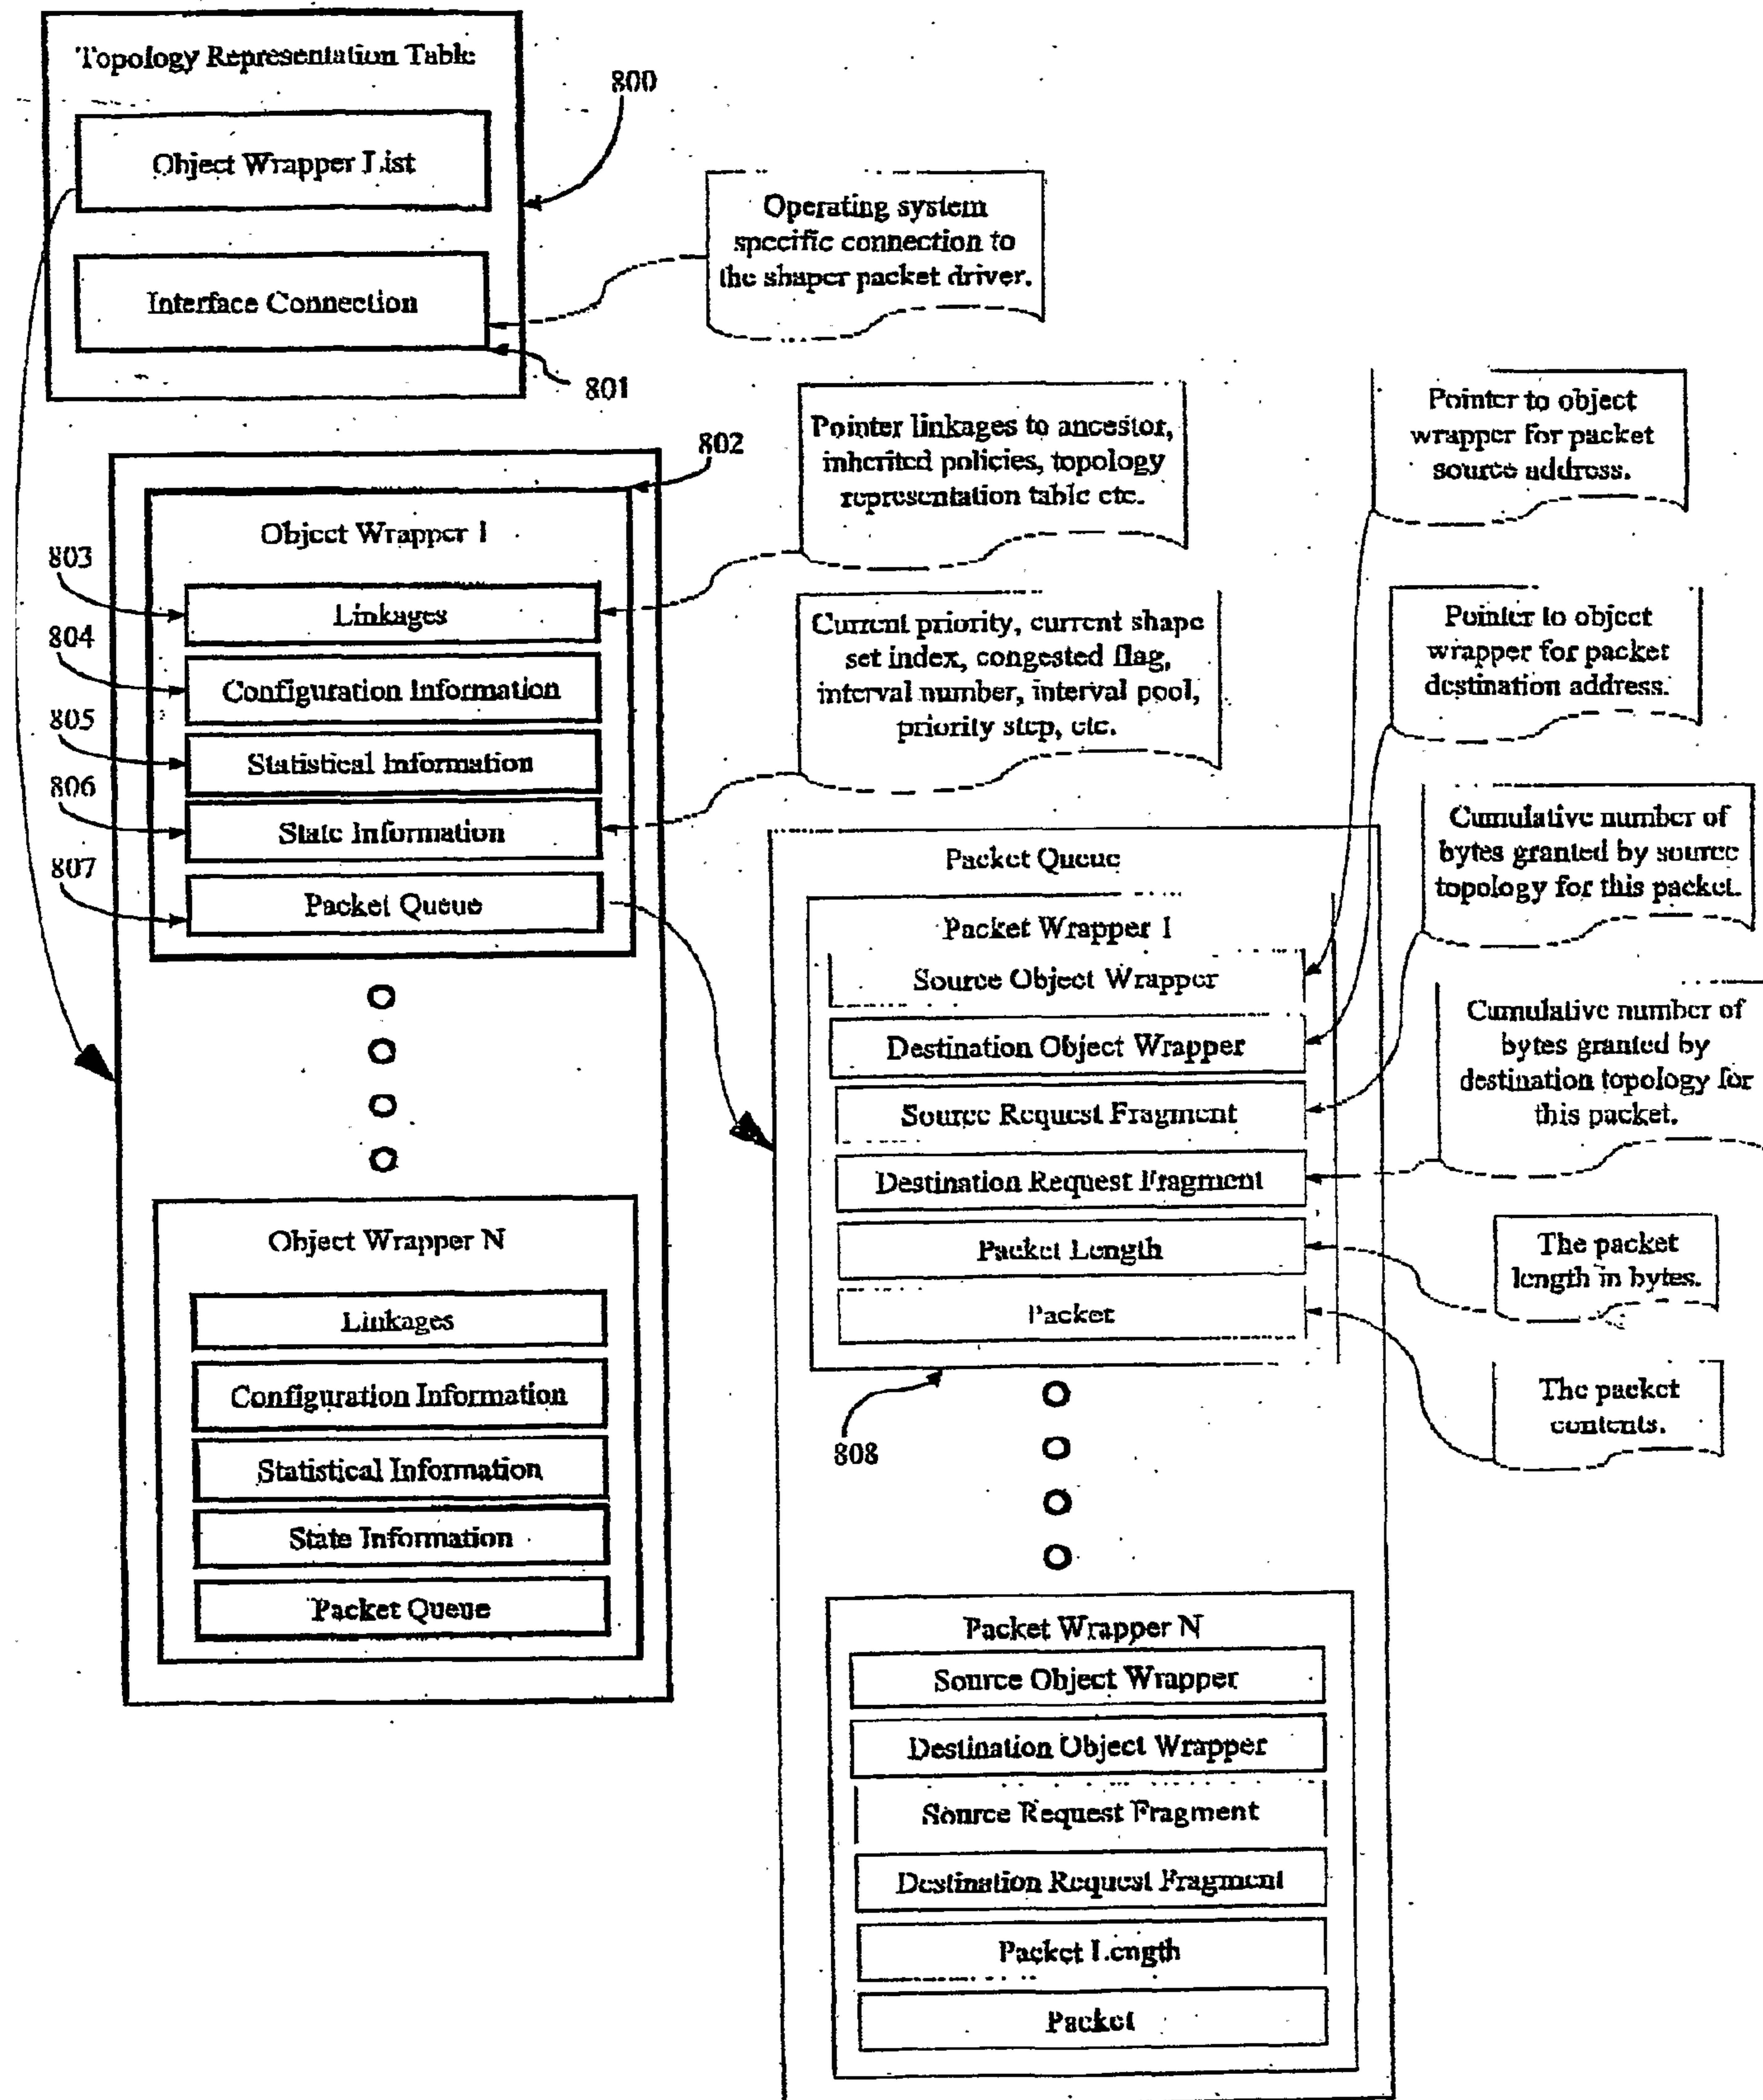 Topology Representation Table
800
Object Wrapper List
Interface Connection
801
Operating system
specific connection to
the shaper packet driver.
802
Object Wrapper 1
803
Linkages
804
Configuration Information
805
Statistical Information
806
State Information
807
Packet Queue
Pointer linkages to ancestor,
inherited policies, topology
representation table etc.
Current priority, current shape
set index, congested flag,
interval number, interval pool,
priority step, etc.
Object Wrapper N
Linkages
Configuration Information
Statistical Information
State Information
Packet Queue
Packet Queue
Packet Wrapper 1
Source Object Wrapper
Destination Object Wrapper
Source Request Fragment
Destination Request Fragment
Packet Length
Packet
808
Pointer to object
wrapper for packet
source address.
Pointer to object
wrapper for packet
destination address.
Cumulative number of
bytes granted by source
topology for this packet.
Cumulative number of
bytes granted by
destination topology for
this packet.
The packet
length in bytes.
The packet
contents.
Packet Wrapper N
Source Object Wrapper
Destination Object Wrapper
Source Request Fragment
Destination Request Fragment
Packet Length
Packet